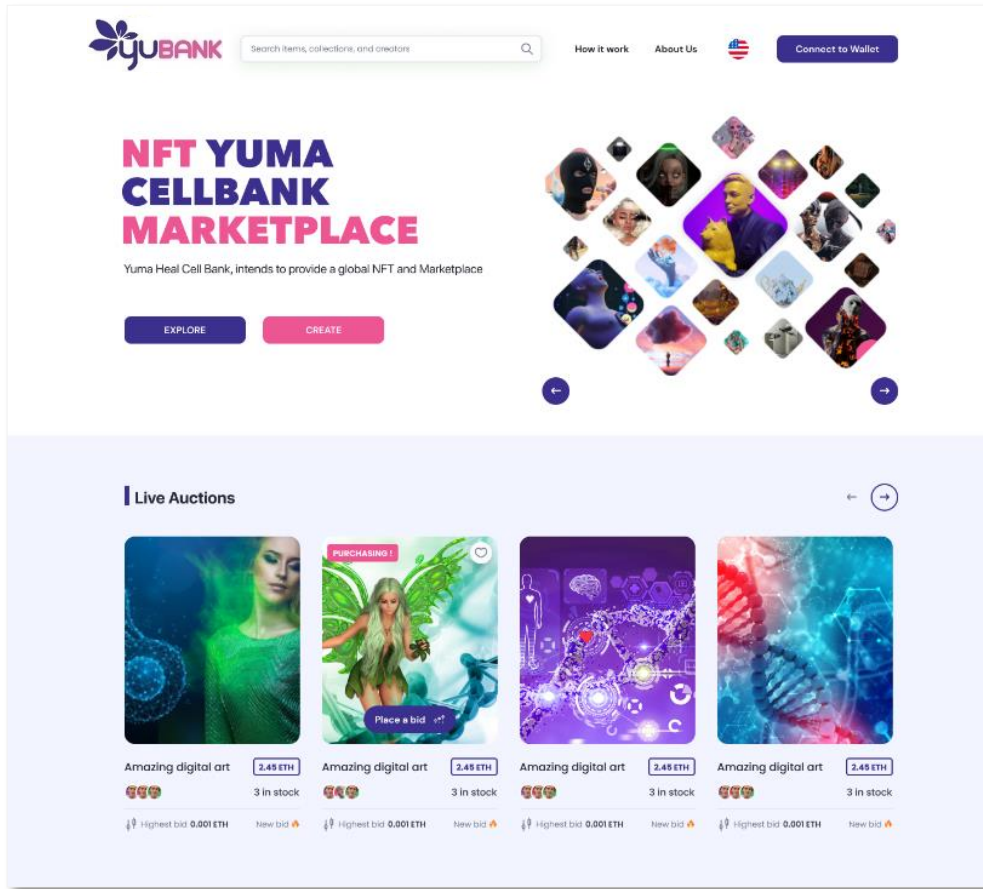 YUBANK
Search items, collections, and creators
How it work
About Us
Connect to Wallet
NFT YUMA
CELLBANK
MARKETPLACE
Yuma Heal Cell Bank, intends to provide a global NFT and Marketplace
EXPLORE
CREATE
Live Auctions
PURCHASING !
Place a bid
Amazing digital art 2.45 ETH
3 in stock
Highest bid 0.001 ETH New bid
Amazing digital art 2.45 ETH
3 in stock
Highest bid 0.001 ETH New bid
Amazing digital art 2.45 ETH
3 in stock
Highest bid 0.001 ETH New bid
Amazing digital art 2.45 ETH
3 in stock
Highest bid 0.001 ETH New bid